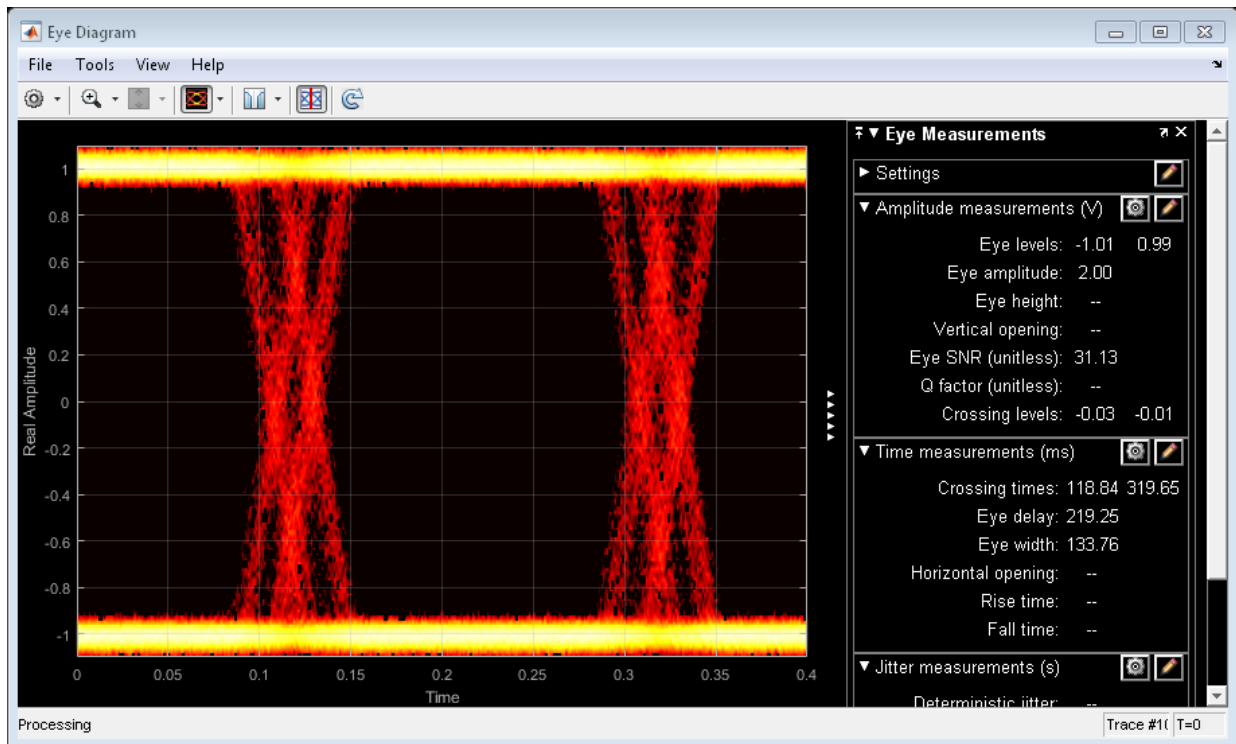 Eye Diagram
File Tools View Help
Eye Measurements
Settings
Amplitude measurements (V)
Eye levels: -1.01 0.99
Eye amplitude: 2.00
Eye height: --
Vertical opening: --
Eye SNR (unitless): 31.13
Q factor (unitless): --
Crossing levels: -0.03 -0.01
Time measurements (ms)
Crossing times: 118.84 319.65
Eye delay: 219.25
Eye width: 133.76
Horizontal opening: --
Rise time: --
Fall time: --
Jitter measurements (s)
Deterministic jitter: --
Real Amplitude
1
0.8
0.6
0.4
0.2
0
-0.2
-0.4
-0.6
-0.8
-1
0 0.05 0.1 0.15 0.2 0.25 0.3 0.35 0.4
Time
Processing
Trace #1 T=0